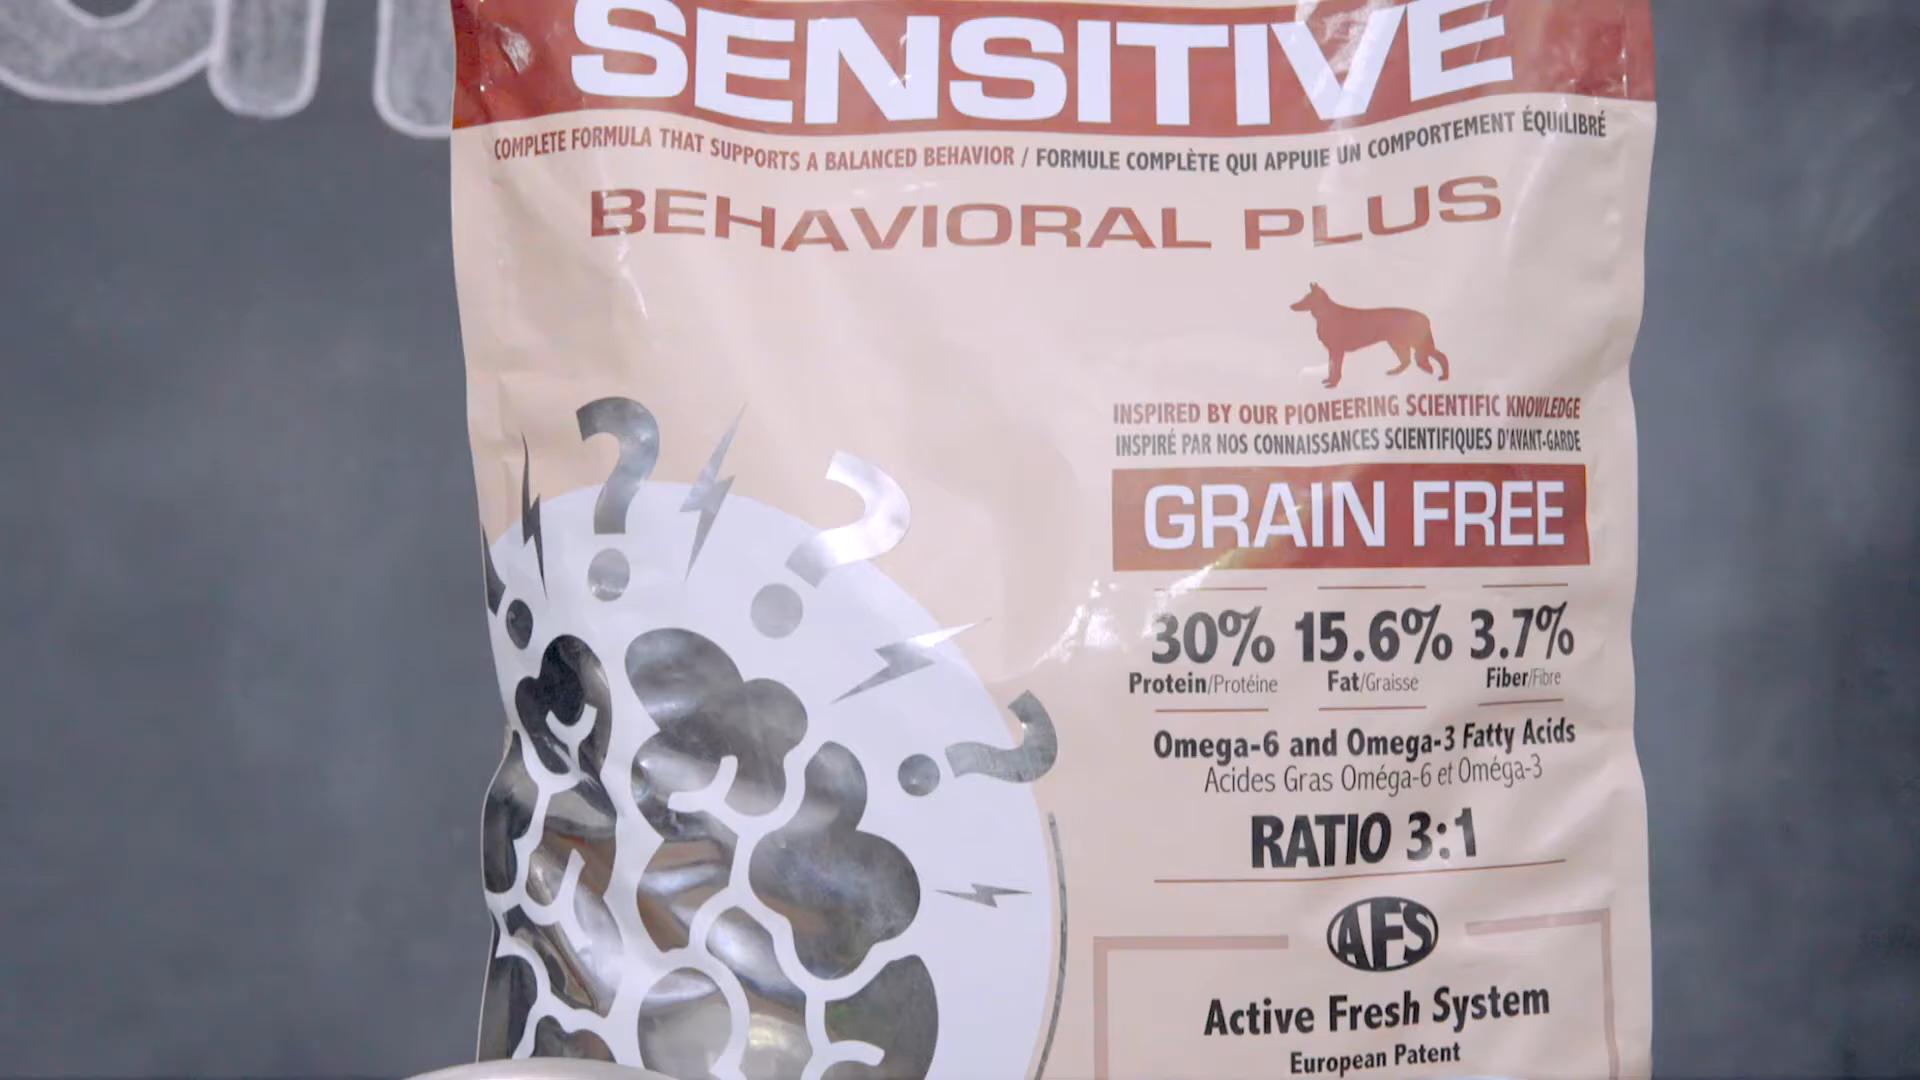 SENSITIVE
COMPLETE FORMULA THAT SUPPORTS A BALANCED BEHAVIOR / FORMULE COMPLÈTE QUI APPUIE UN COMPORTEMENT ÉQUILIBRÉ
BEHAVIORAL PLUS
INSPIRED BY OUR PIONEERING SCIENTIFIC KNOWLEDGE
INSPIRÉ PAR NOS CONNAISSANCES SCIENTIFIQUES D'AVANT-GARDE
GRAIN FREE
30% 15.6% 3.7%
Protein/Protéine Fat/Graisse Fiber/Fibre
Omega-6 and Omega-3 Fatty Acids
Acides Gras Oméga-6 et Oméga-3
RATIO 3:1
AFS
Active Fresh System
European Patent